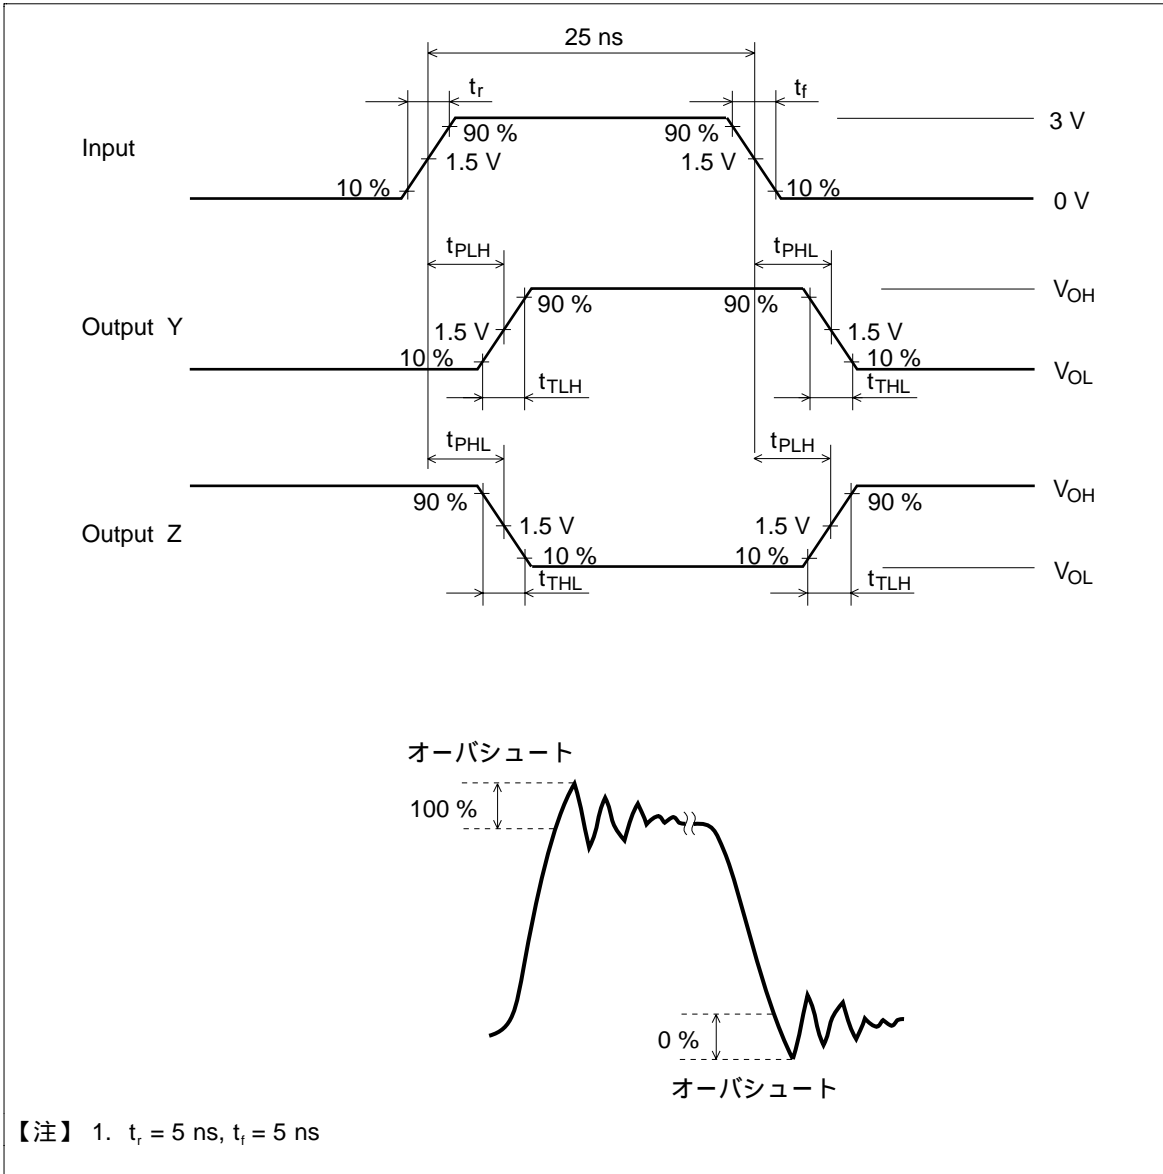 25 ns
tr
tf
Input
90 %
90 %
3 V
1.5 V
1.5 V
10 %
10 %
0 V
tPLH
tPHL
90 %
90 %
VOH
Output Y
1.5 V
1.5 V
10 %
10 %
VOL
tTLH
tTHL
tPHL
tPLH
90 %
90 %
VOH
Output Z
1.5 V
1.5 V
10 %
10 %
VOL
tTHL
tTLH
オーバシュート
100 %
0 %
オーバシュート
【注】 1. tr = 5 ns, tf = 5 ns